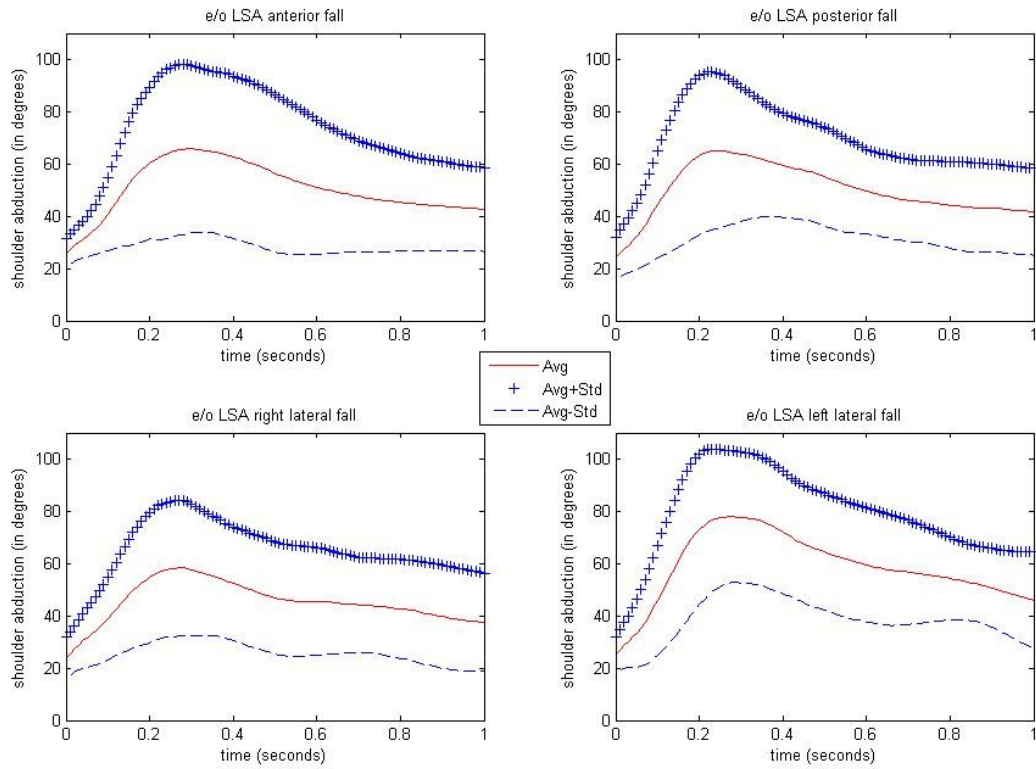 e/o LSA anterior fall
shoulder abduction (in degrees)
100
80
60
40
20
0
0 0.2 0.4 0.6 0.8 1
time (seconds)
e/o LSA posterior fall
shoulder abduction (in degrees)
100
80
60
40
20
0
0 0.2 0.4 0.6 0.8 1
time (seconds)
Avg
Avg+Std
Avg-Std
e/o LSA right lateral fall
shoulder abduction (in degrees)
100
80
60
40
20
0
0 0.2 0.4 0.6 0.8 1
time (seconds)
e/o LSA left lateral fall
shoulder abduction (in degrees)
100
80
60
40
20
0
0 0.2 0.4 0.6 0.8 1
time (seconds)